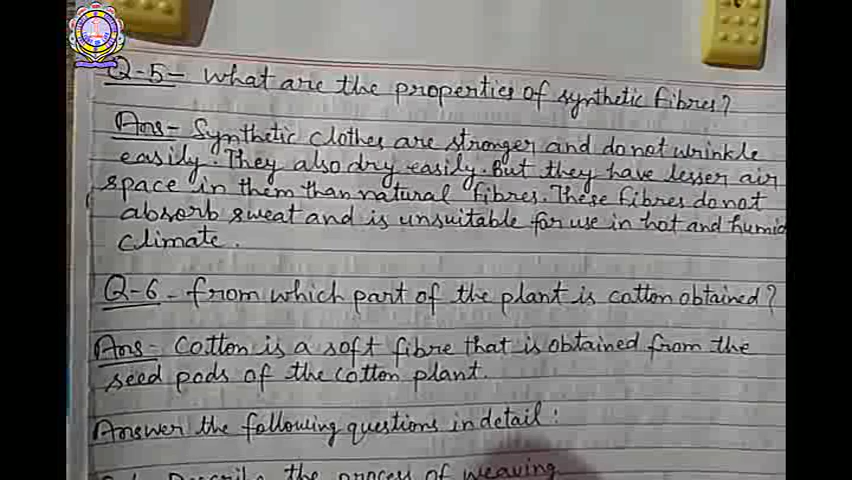 Q-5- What are the properties of synthetic fibres?
Ans- Synthetic clothes are stronger and do not wrinkle
easily. They also dry easily. But they have lesser air
space in them than natural fibres. These fibres do not
absorb sweat and is unsuitable for use in hot and humid
climate.
Q-6 - from which part of the plant is cotton obtained?
Ans- Cotton is a soft fibre that is obtained from the
seed pods of the cotton plant.
Answer the following questions in detail:
Describe the process of weaving